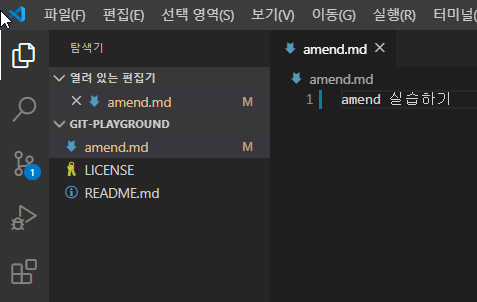 파일(F) 편집(E) 선택 영역(S) 보기(V) 이동(G) 실행(R) 터미널
탐색기
열려 있는 편집기
amend.md M
GIT-PLAYGROUND
amend.md M
LICENSE
README.md
1
amend.md
amend.md
1 amend 실습하기